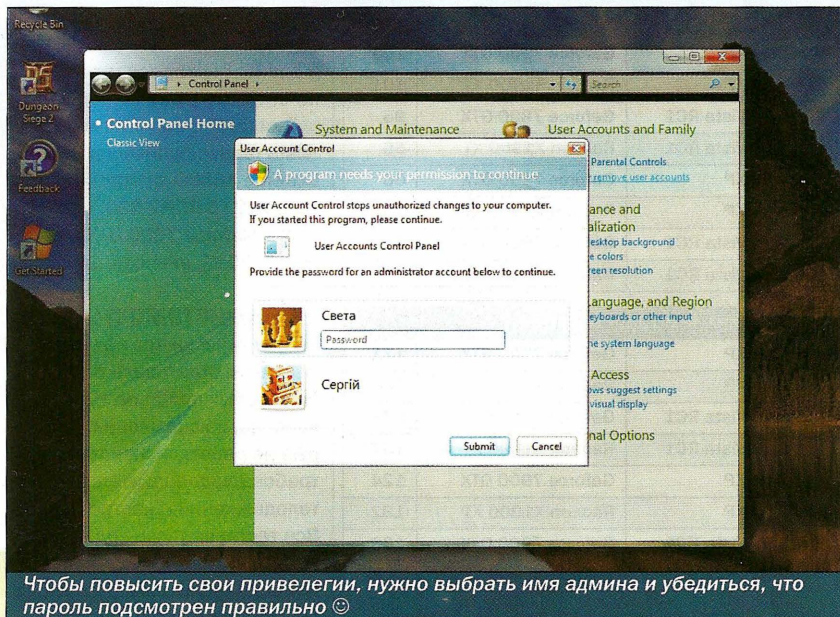 Recycle Bin
Dungeon
Siege 2
Feedback
Get Started
Control Panel
Search
Control Panel Home
Classic View
System and Maintenance
User Accounts and Family
Parental Controls
remove user accounts
ance and
alization
esktop background
e colors
een resolution
Language, and Region
eyboards or other input
he system language
Access
ows suggest settings
visual display
nal Options
User Account Control
A program needs your permission to continue
User Account Control stops unauthorized changes to your computer.
If you started this program, please continue.
User Accounts Control Panel
Provide the password for an administrator account below to continue.
Света
Password
Сергій
Submit
Cancel
Чтобы повысить свои привелегии, нужно выбрать имя админа и убедиться, что
пароль подсмотрен правильно ☺